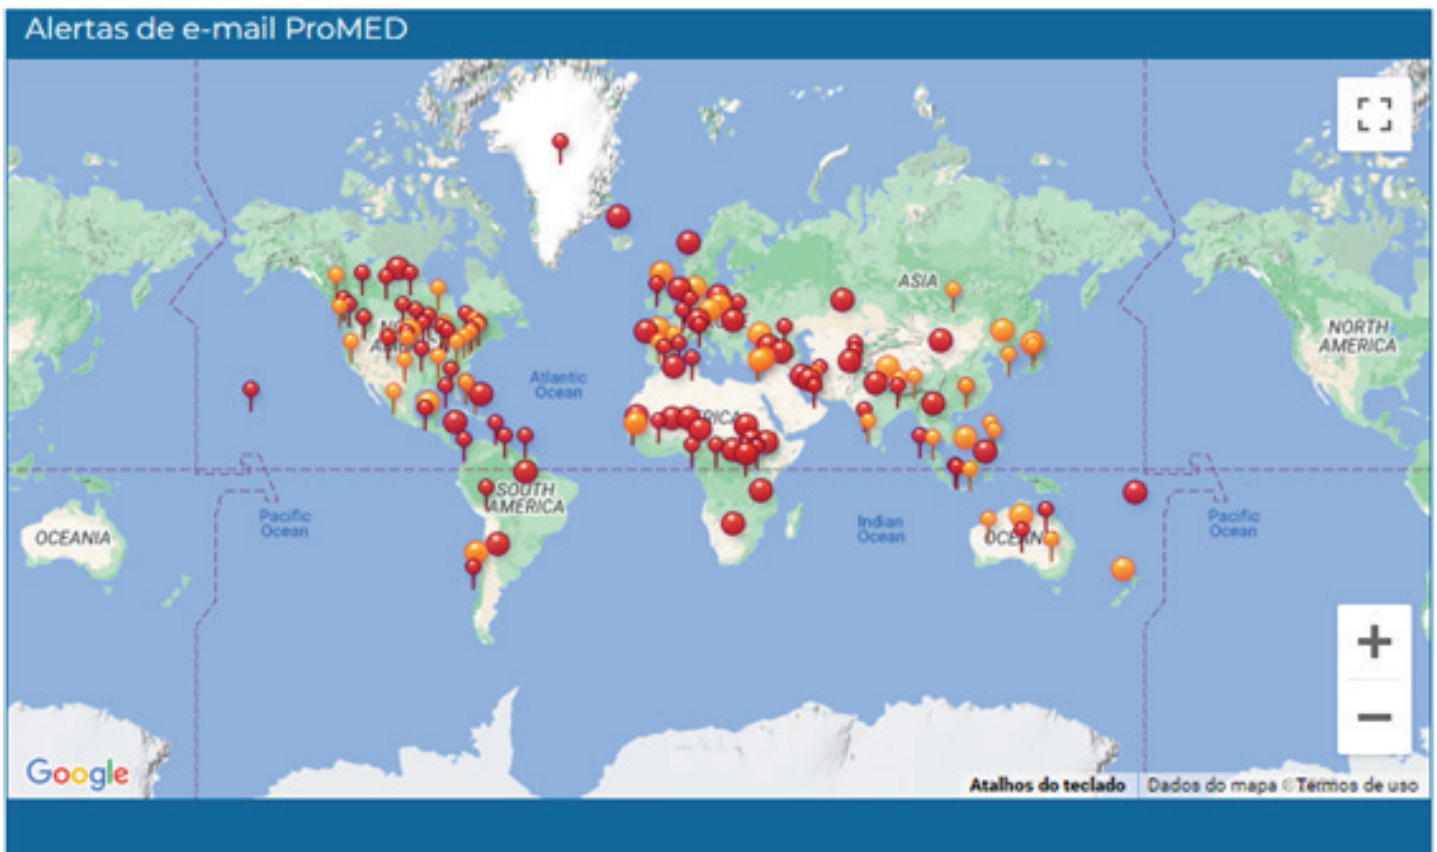 Alertas de e-mail ProMED
ASIA
NORTH
AMERICA
Atlantic
Ocean
SOUTH
AMERICA
Pacific
Ocean
Indian
Ocean
Pacific
Ocean
OCEANIA
Google
Atalhos do teclado
Dados do mapa ©
Termos de uso